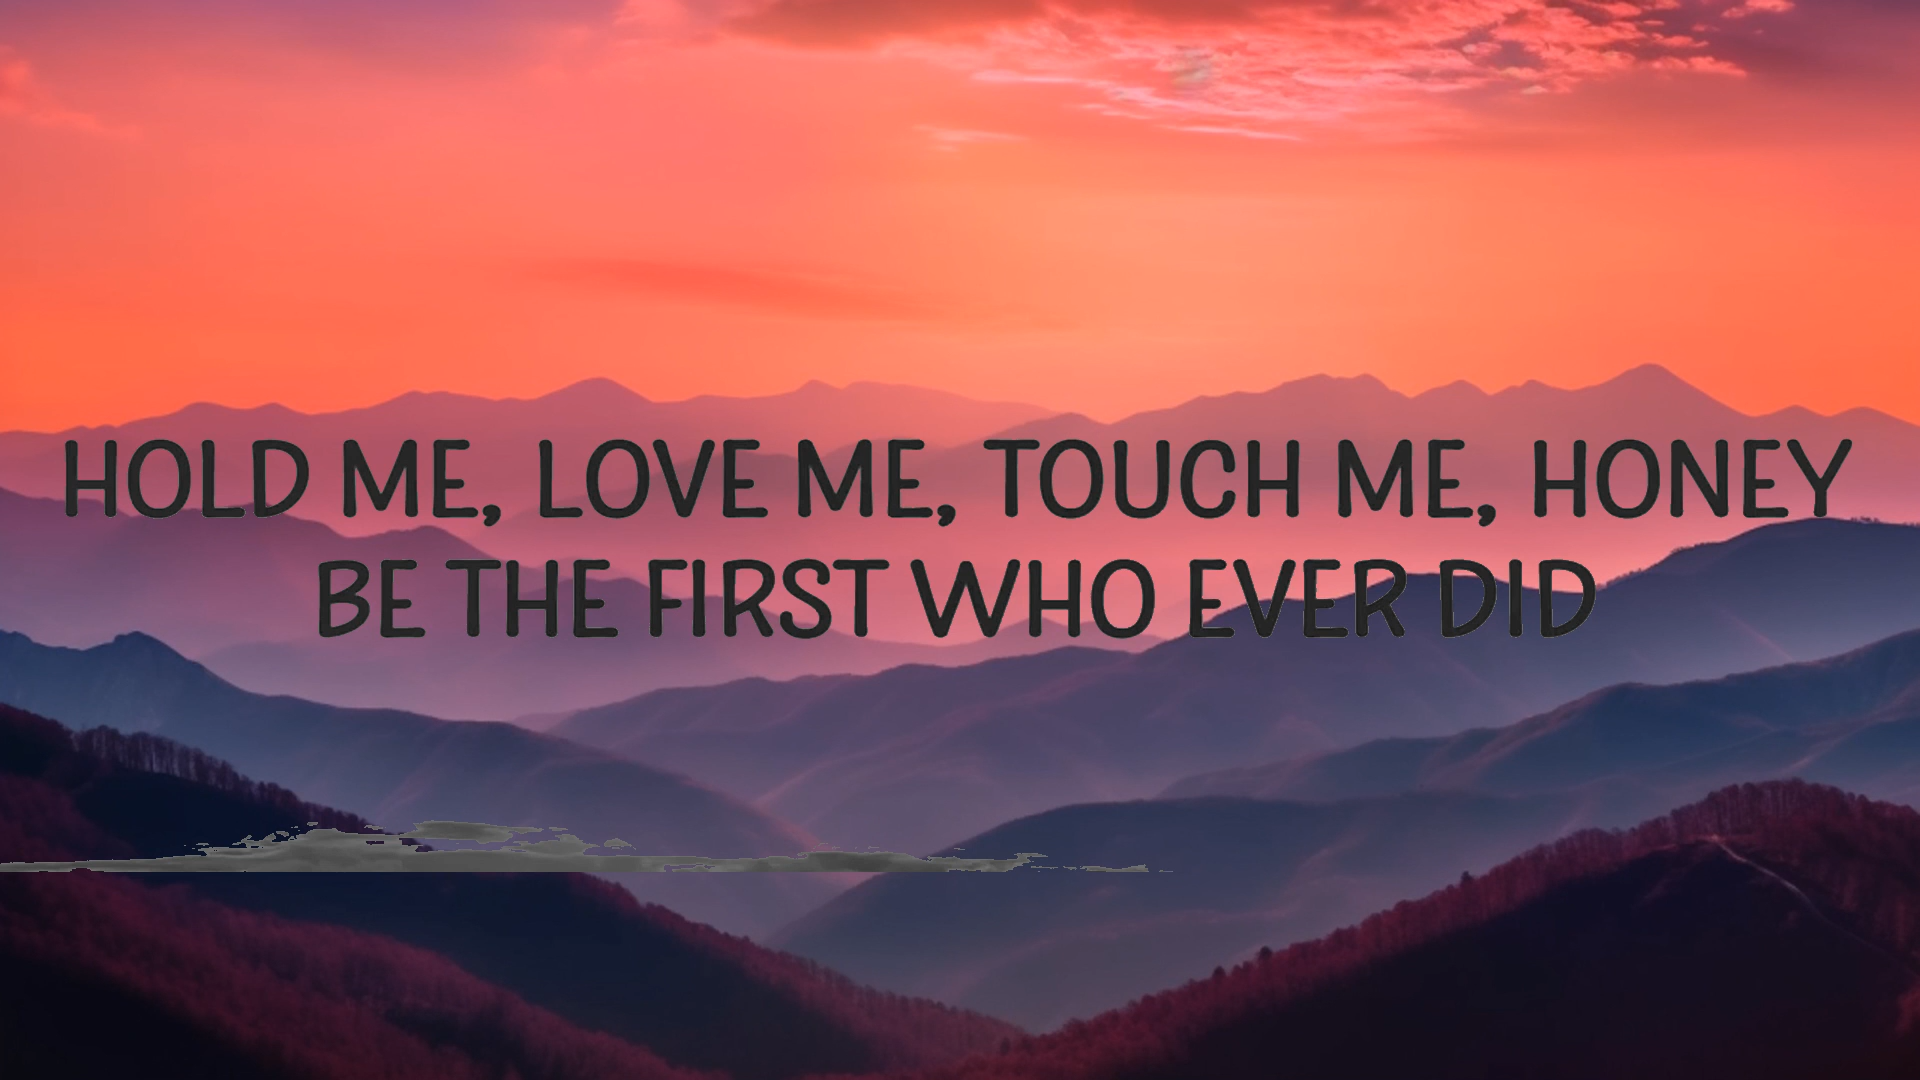 HOLD ME, LOVE ME, TOUCH ME, HONEY
BE THE FIRST WHO EVER DID